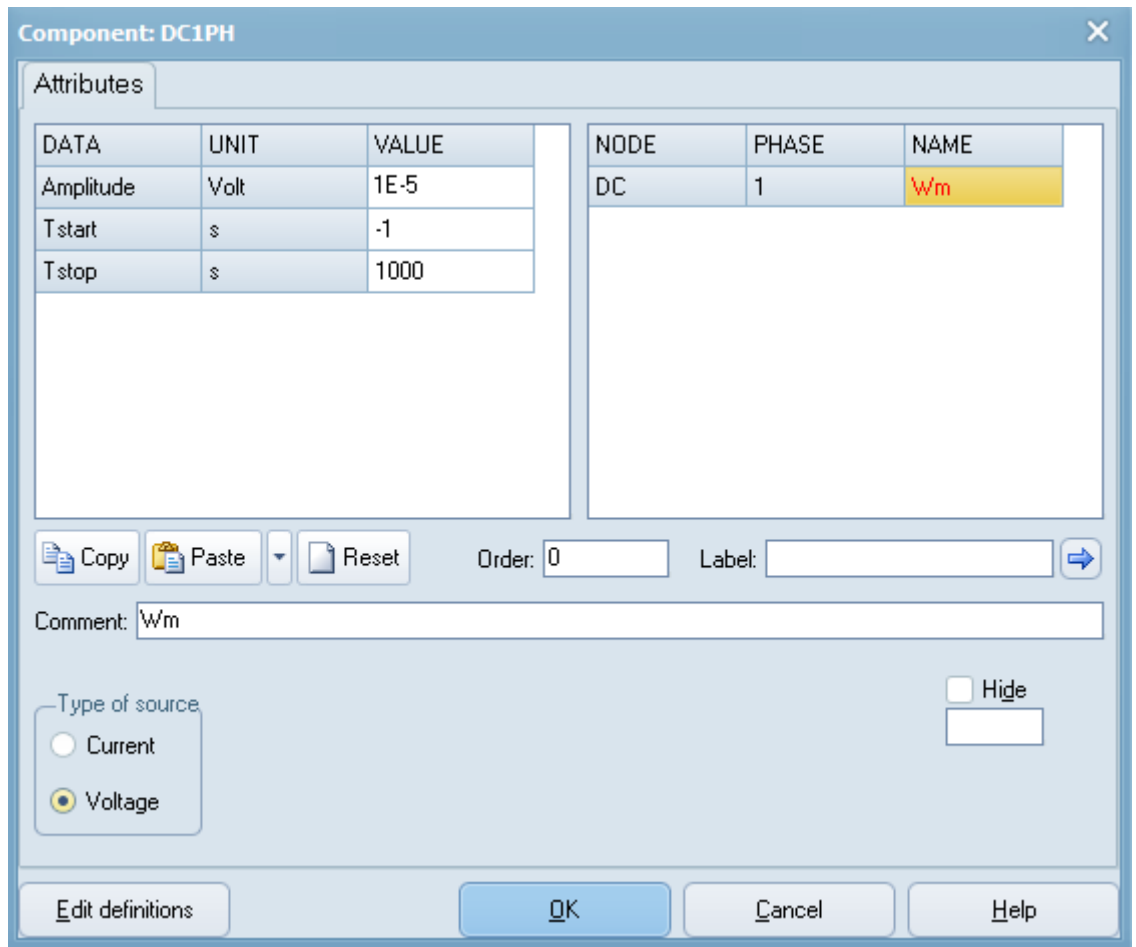 Component: DC1PH
Attributes
DATA UNIT VALUE
Amplitude Volt 1E-5
Tstart s -1
Tstop s 1000
NODE PHASE NAME
DC 1 Wm
Copy Paste Reset Order: 0 Label:
Comment: Wm
Type of source
Current
Voltage
Hide
Edit definitions OK Cancel Help